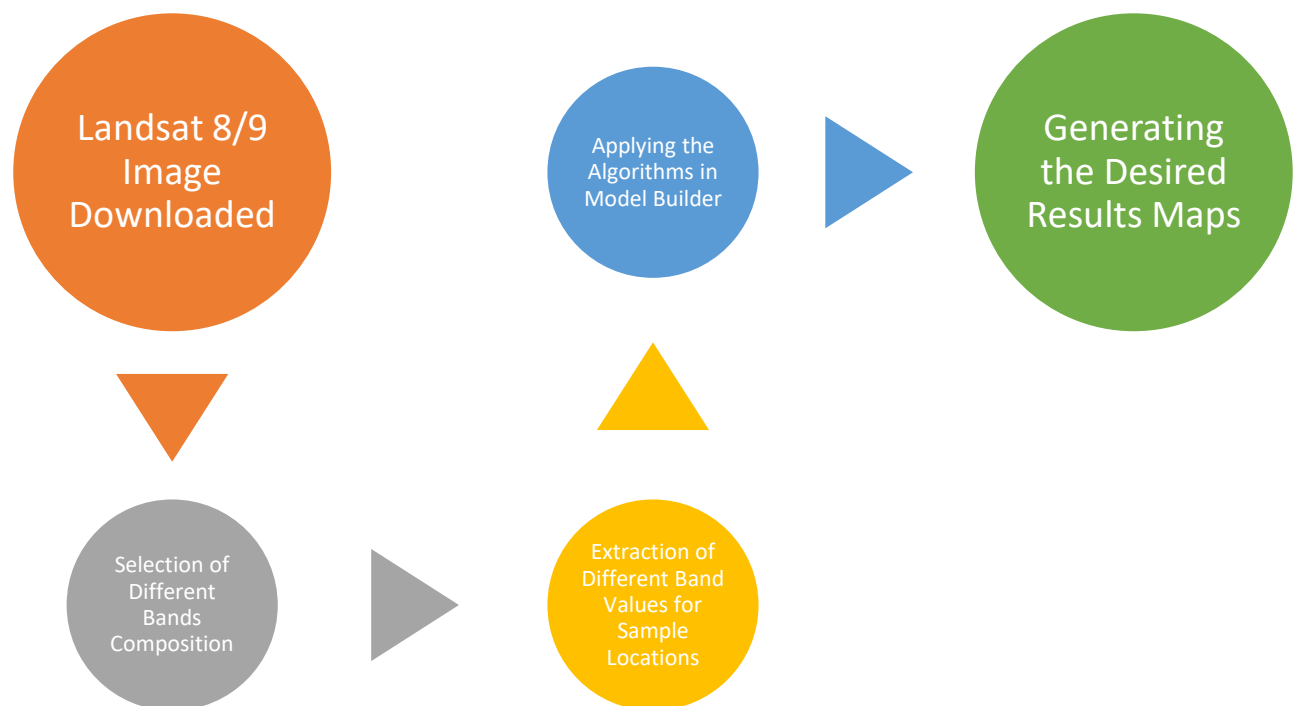 Landsat 8/9
Image
Downloaded
Selection of
Different
Bands
Composition
Extraction of
Different Band
Values for
Sample
Locations
Applying the
Algorithms in
Model Builder
Generating
the Desired
Results Maps